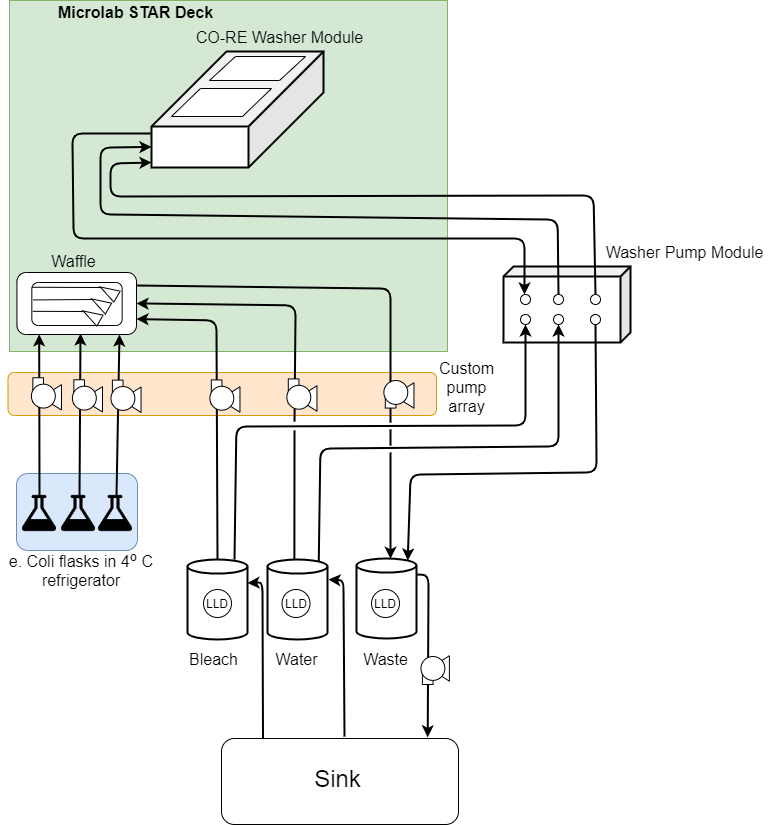 Microlab STAR Deck
CO-RE Washer Module
Waffle
Washer Pump Module
Custom
pump
array
e. Coli flasks in 4º C
refrigerator
LLD
LLD
LLD
Bleach
Water
Waste
Sink